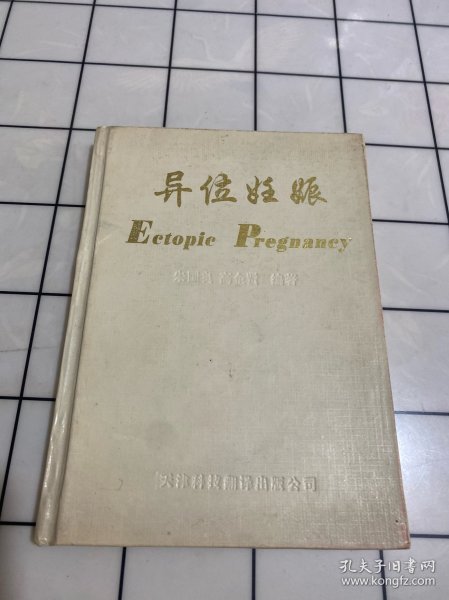 异位妊娠
Ectopic Pregnancy
编著
天津科技翻译出版公司
孔夫子旧书网
www.kongfz.com